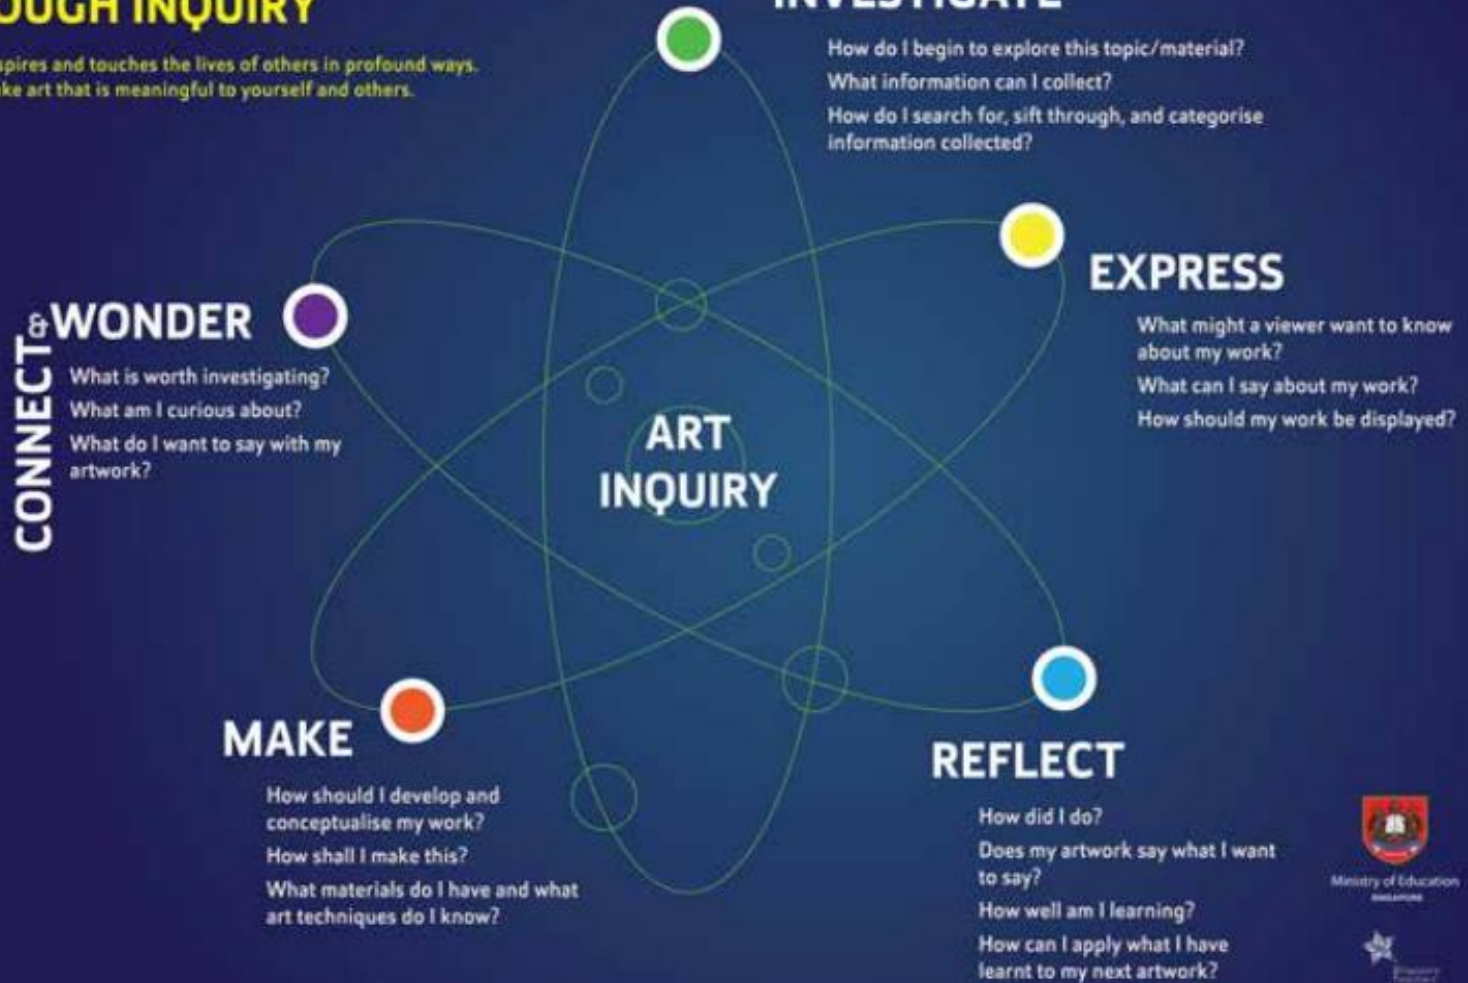 OUGH INQUIRY
spires and touches the lives of others in profound ways.
ke art that is meaningful to yourself and others.
INVESTIGATE
How do I begin to explore this topic/material?
What information can I collect?
How do I search for, sift through, and categorise
information collected?
CONNECT
& WONDER
What is worth investigating?
What am I curious about?
What do I want to say with my
artwork?
EXPRESS
What might a viewer want to know
about my work?
What can I say about my work?
How should my work be displayed?
ART
INQUIRY
MAKE
How should I develop and
conceptualise my work?
How shall I make this?
What materials do I have and what
art techniques do I know?
REFLECT
How did I do?
Does my artwork say what I want
to say?
How well am I learning?
How can I apply what I have
learnt to my next artwork?
Ministry of Education
SINGAPORE